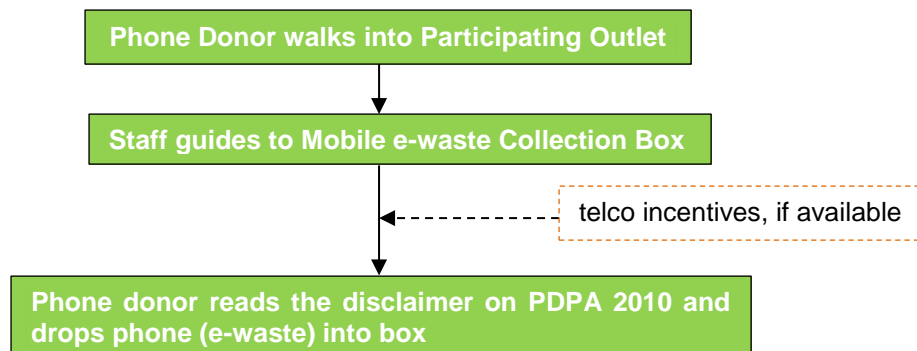 Phone Donor walks into Participating Outlet
Staff guides to Mobile e-waste Collection Box
telco incentives, if available
Phone donor reads the disclaimer on PDPA 2010 and
drops phone (e-waste) into box